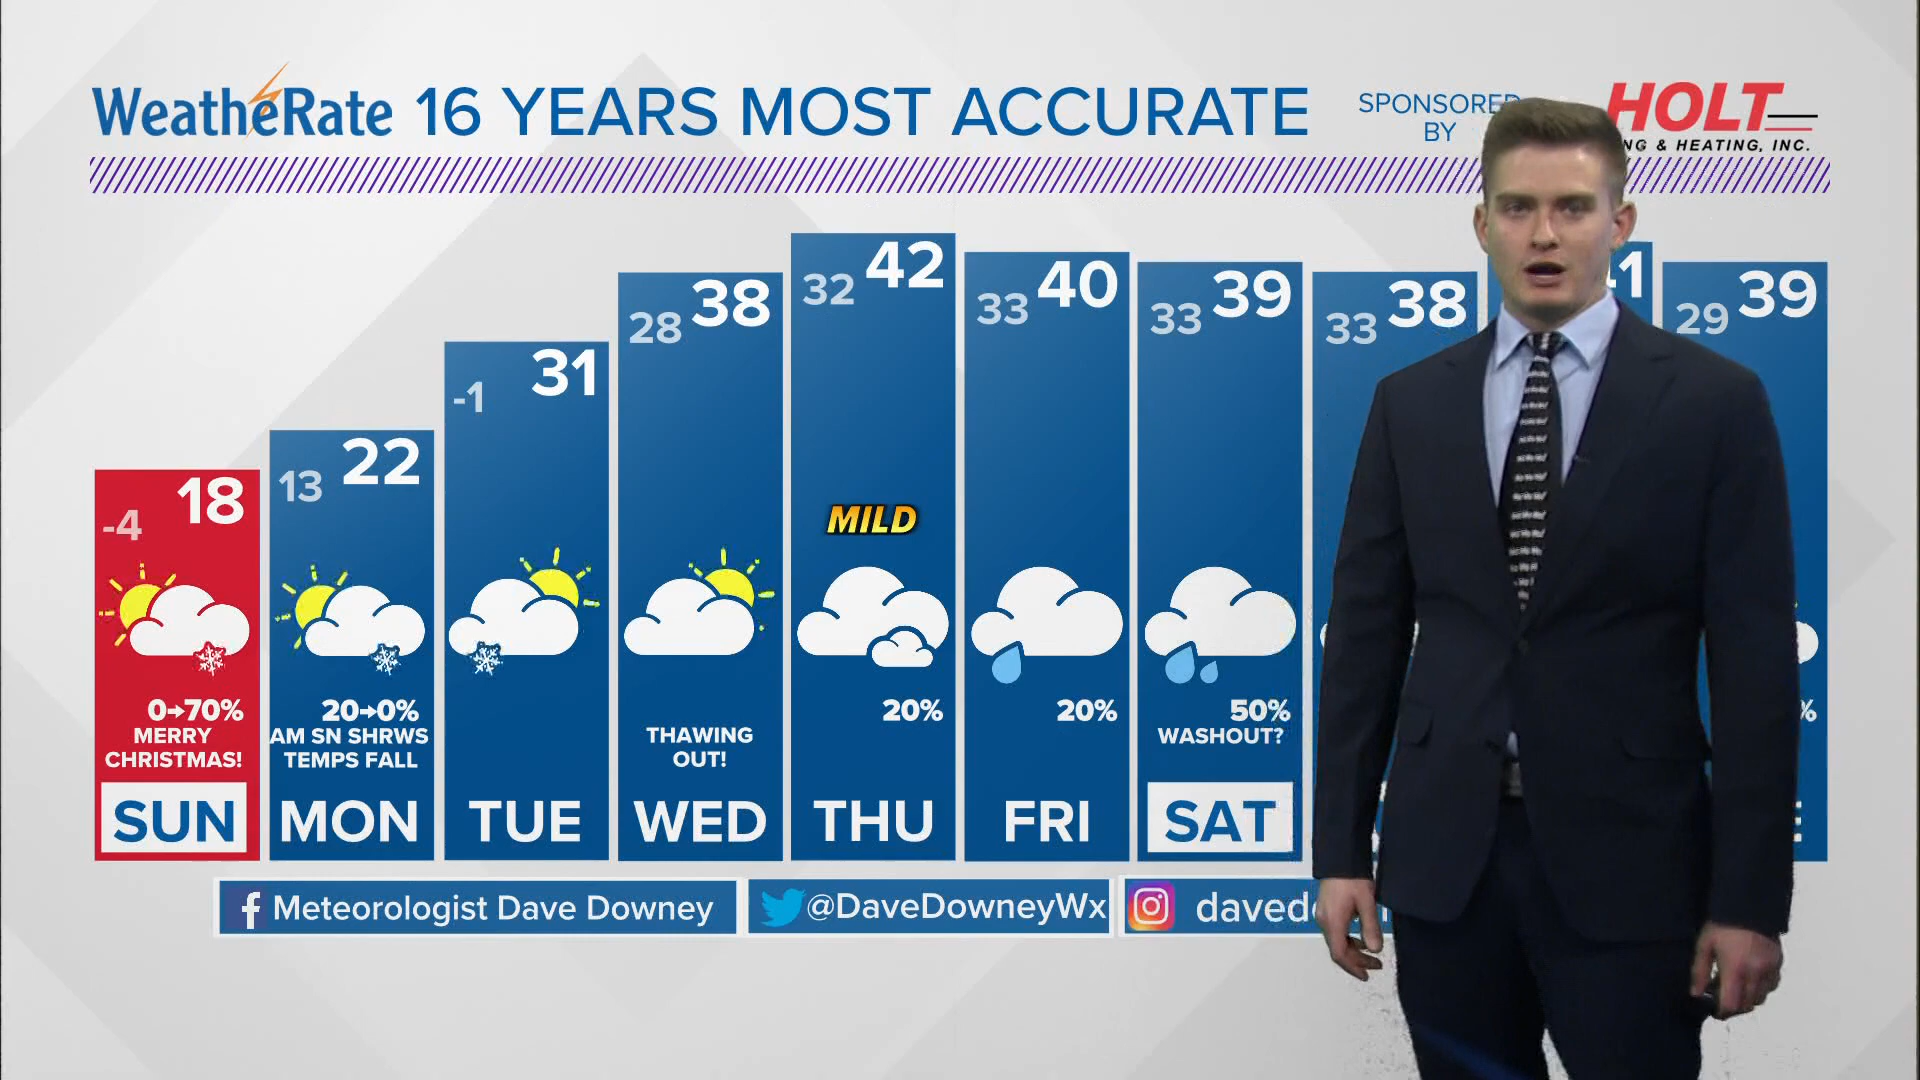 WeatheRate 16 YEARS MOST ACCURATE
SPONSORED
BY
HOLT
& HEATING, INC.
-4 18
13 22
-1 31
28 38
32 42
33 40
33 39
33 38
29 39
MILD
0→70%
MERRY
CHRISTMAS!
20→0%
AM SN SHRWS
TEMPS FALL
THAWING
OUT!
20%
20%
50%
WASHOUT?
%
SUN MON TUE WED THU FRI SAT
Meteorologist Dave Downey
@DaveDowneyWx